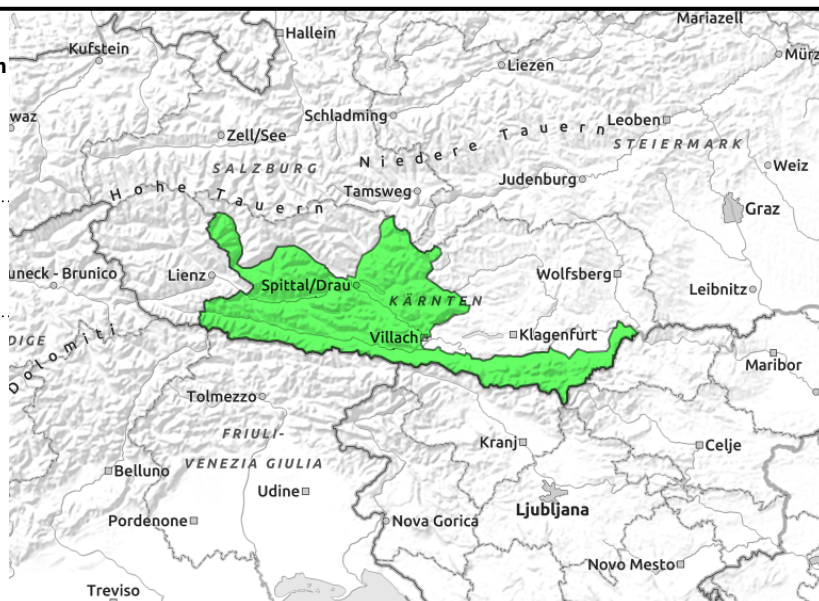 Mariazell
Hallein
Kufstein
n
Liezen
Mürz
waz
Schladming
Leoben
Zell/See
Niedere Tauern
STEIERMARK
SALZBURG
Weiz
Hohe Tauern
Tamsweg
Judenburg
Graz
uneck - Brunico
Lienz
Spittal/Drau
Wolfsberg
Leibnitz
KÄRNTEN
DIGE
Dolomiti
Villach
Klagenfurt
Maribor
Tolmezzo
FRIULI-
VENEZIA GIULIA
Kranj
Celje
Belluno
Udine
Ljubljana
Pordenone
Nova Gorica
Novo Mesto
Treviso